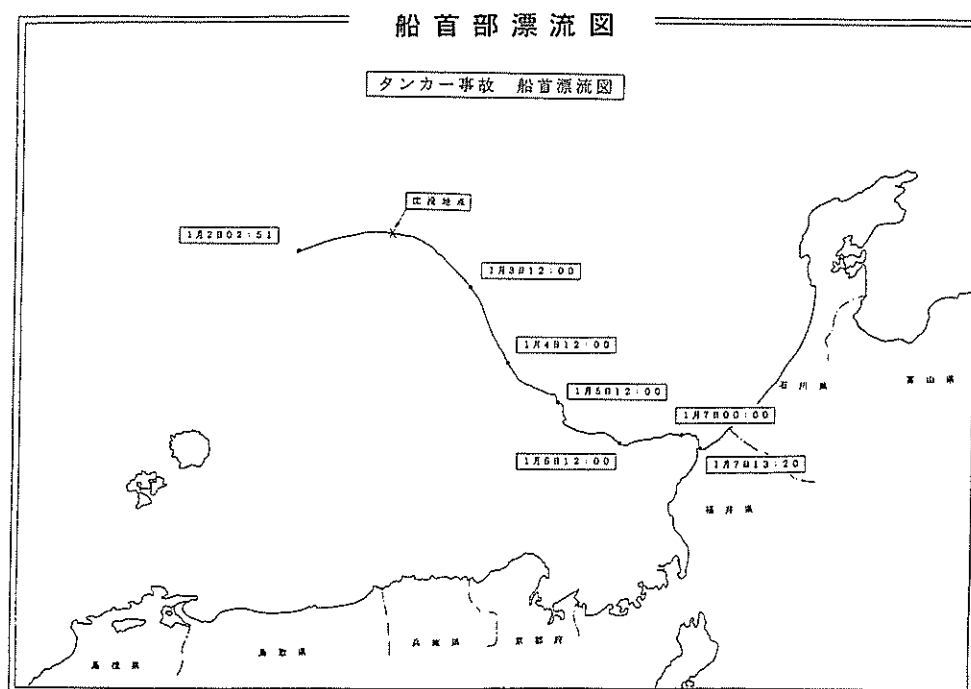 船首部漂流図
タンカー事故 船首漂流図
沈没地点
1月2日02:51
1月3日12:00
1月4日12:00
1月5日12:00
1月7日00:00
1月6日12:00
1月7日13:20
石川県
富山県
福井県
島根県
鳥取県
兵庫県
京都府